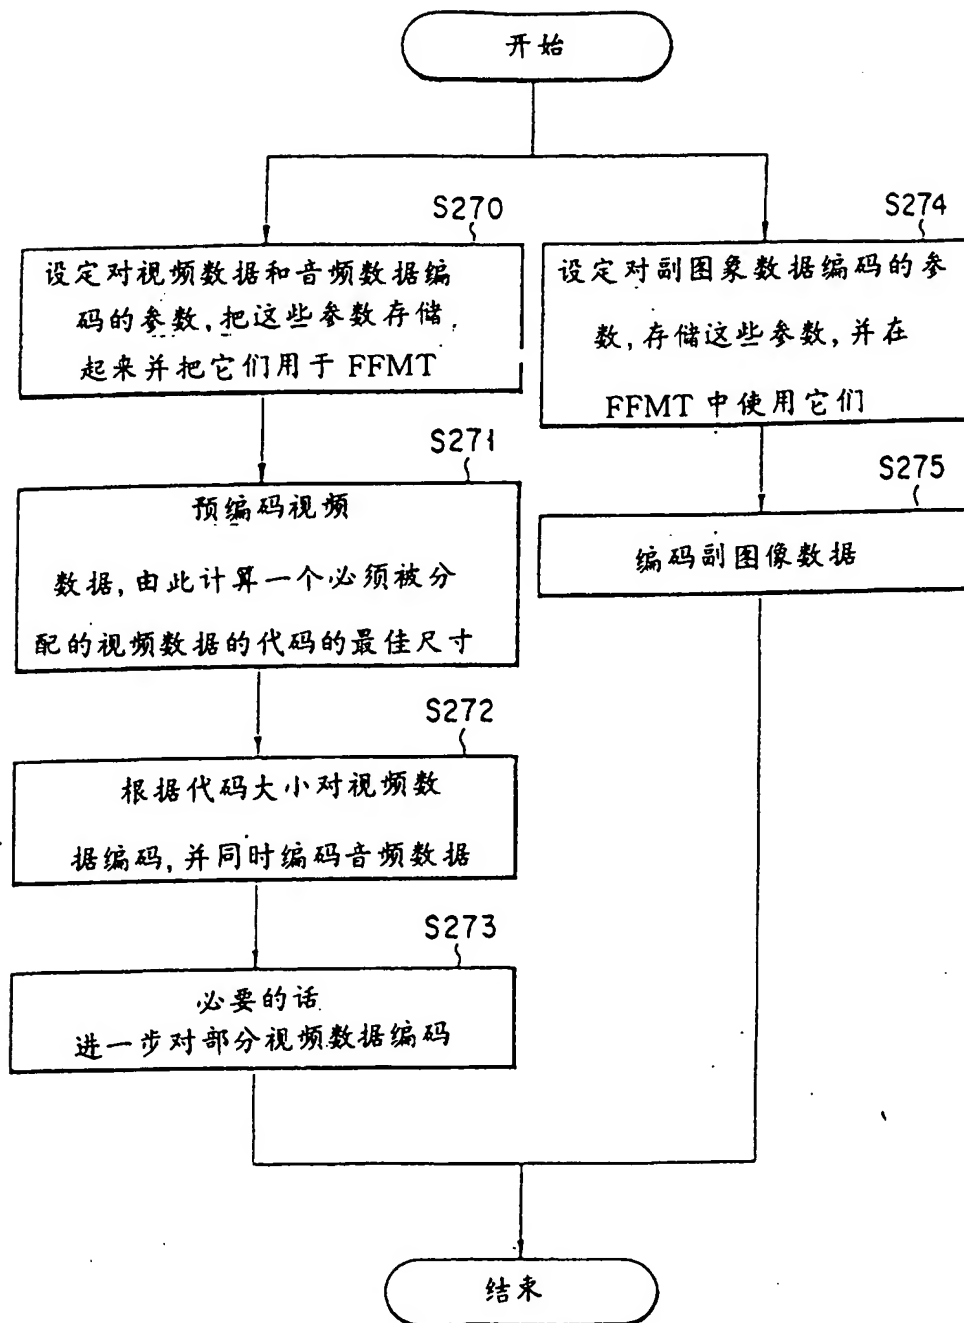 开始
S270
设定对视频数据和音频数据编
码的参数,把这些参数存储
起来并把它们用于 FFMT
S271
预编码视频
数据,由此计算一个必须被分
配的视频数据的代码的最佳尺寸
S272
根据代码大小对视频数
据编码,并同时编码音频数据
S273
必要的话
进一步对部分视频数据编码
S274
设定对副图象数据编码的参
数,存储这些参数,并在
FFMT 中使用它们
S275
编码副图像数据
结束